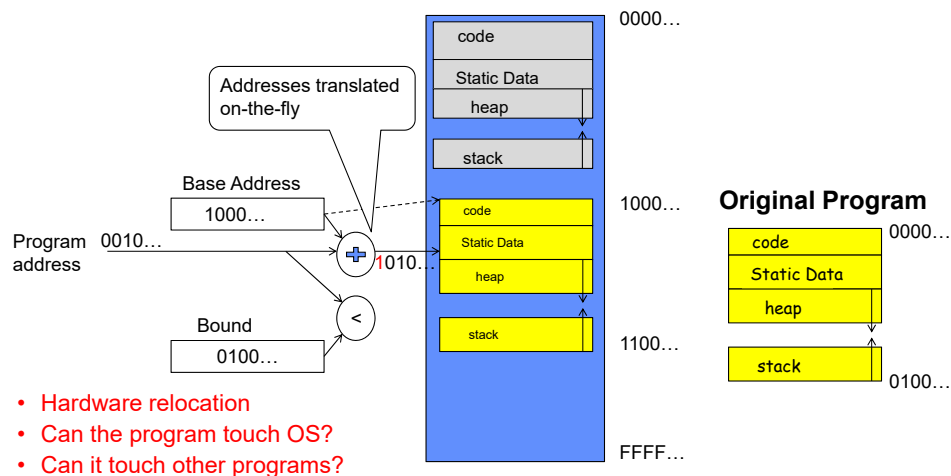 0000…
code
Static Data
heap
stack
Addresses translated
on-the-fly
Base Address
1000…
Program
address
0010…
+
1010…
<
Bound
0100…
1000…
code
Static Data
heap
stack
1100…
FFFF…
Original Program
0000…
code
Static Data
heap
stack
0100…
• Hardware relocation
• Can the program touch OS?
• Can it touch other programs?